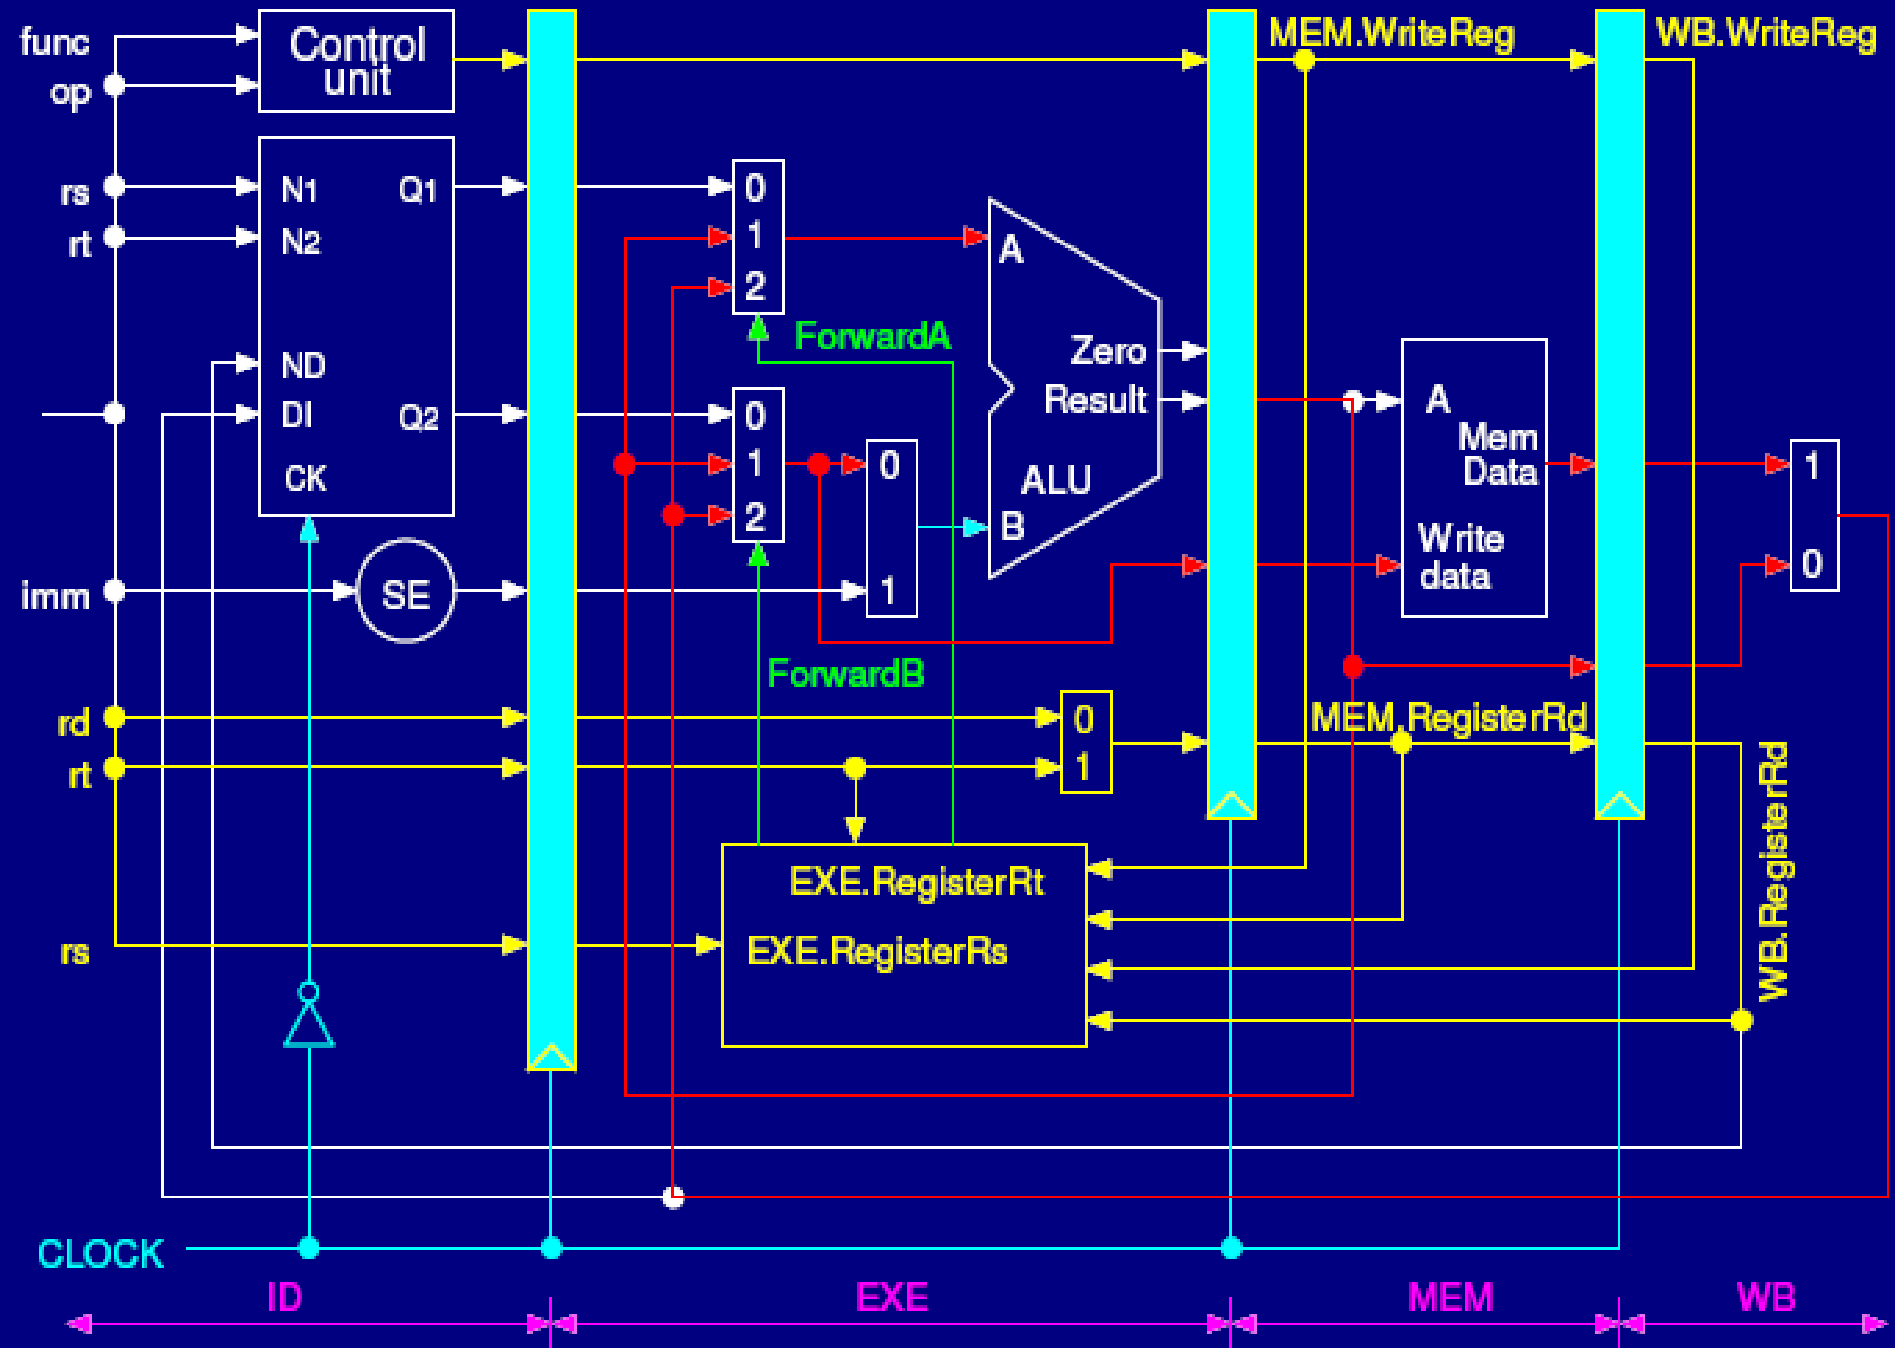 func
op
Control
unit
MEM.WriteReg
WB.WriteReg
rs
rt
N1
Q1
N2
ND
DI
Q2
CK
0
1
2
ForwardA
0
1
2
0
1
A
Zero
Result
ALU
B
A
Mem
Data
Write
data
1
0
imm
SE
ForwardB
rd
rt
0
1
MEM.RegisterRd
WB.RegisterRd
EXE.RegisterRt
EXE.RegisterRs
rs
CLOCK
ID
EXE
MEM
WB